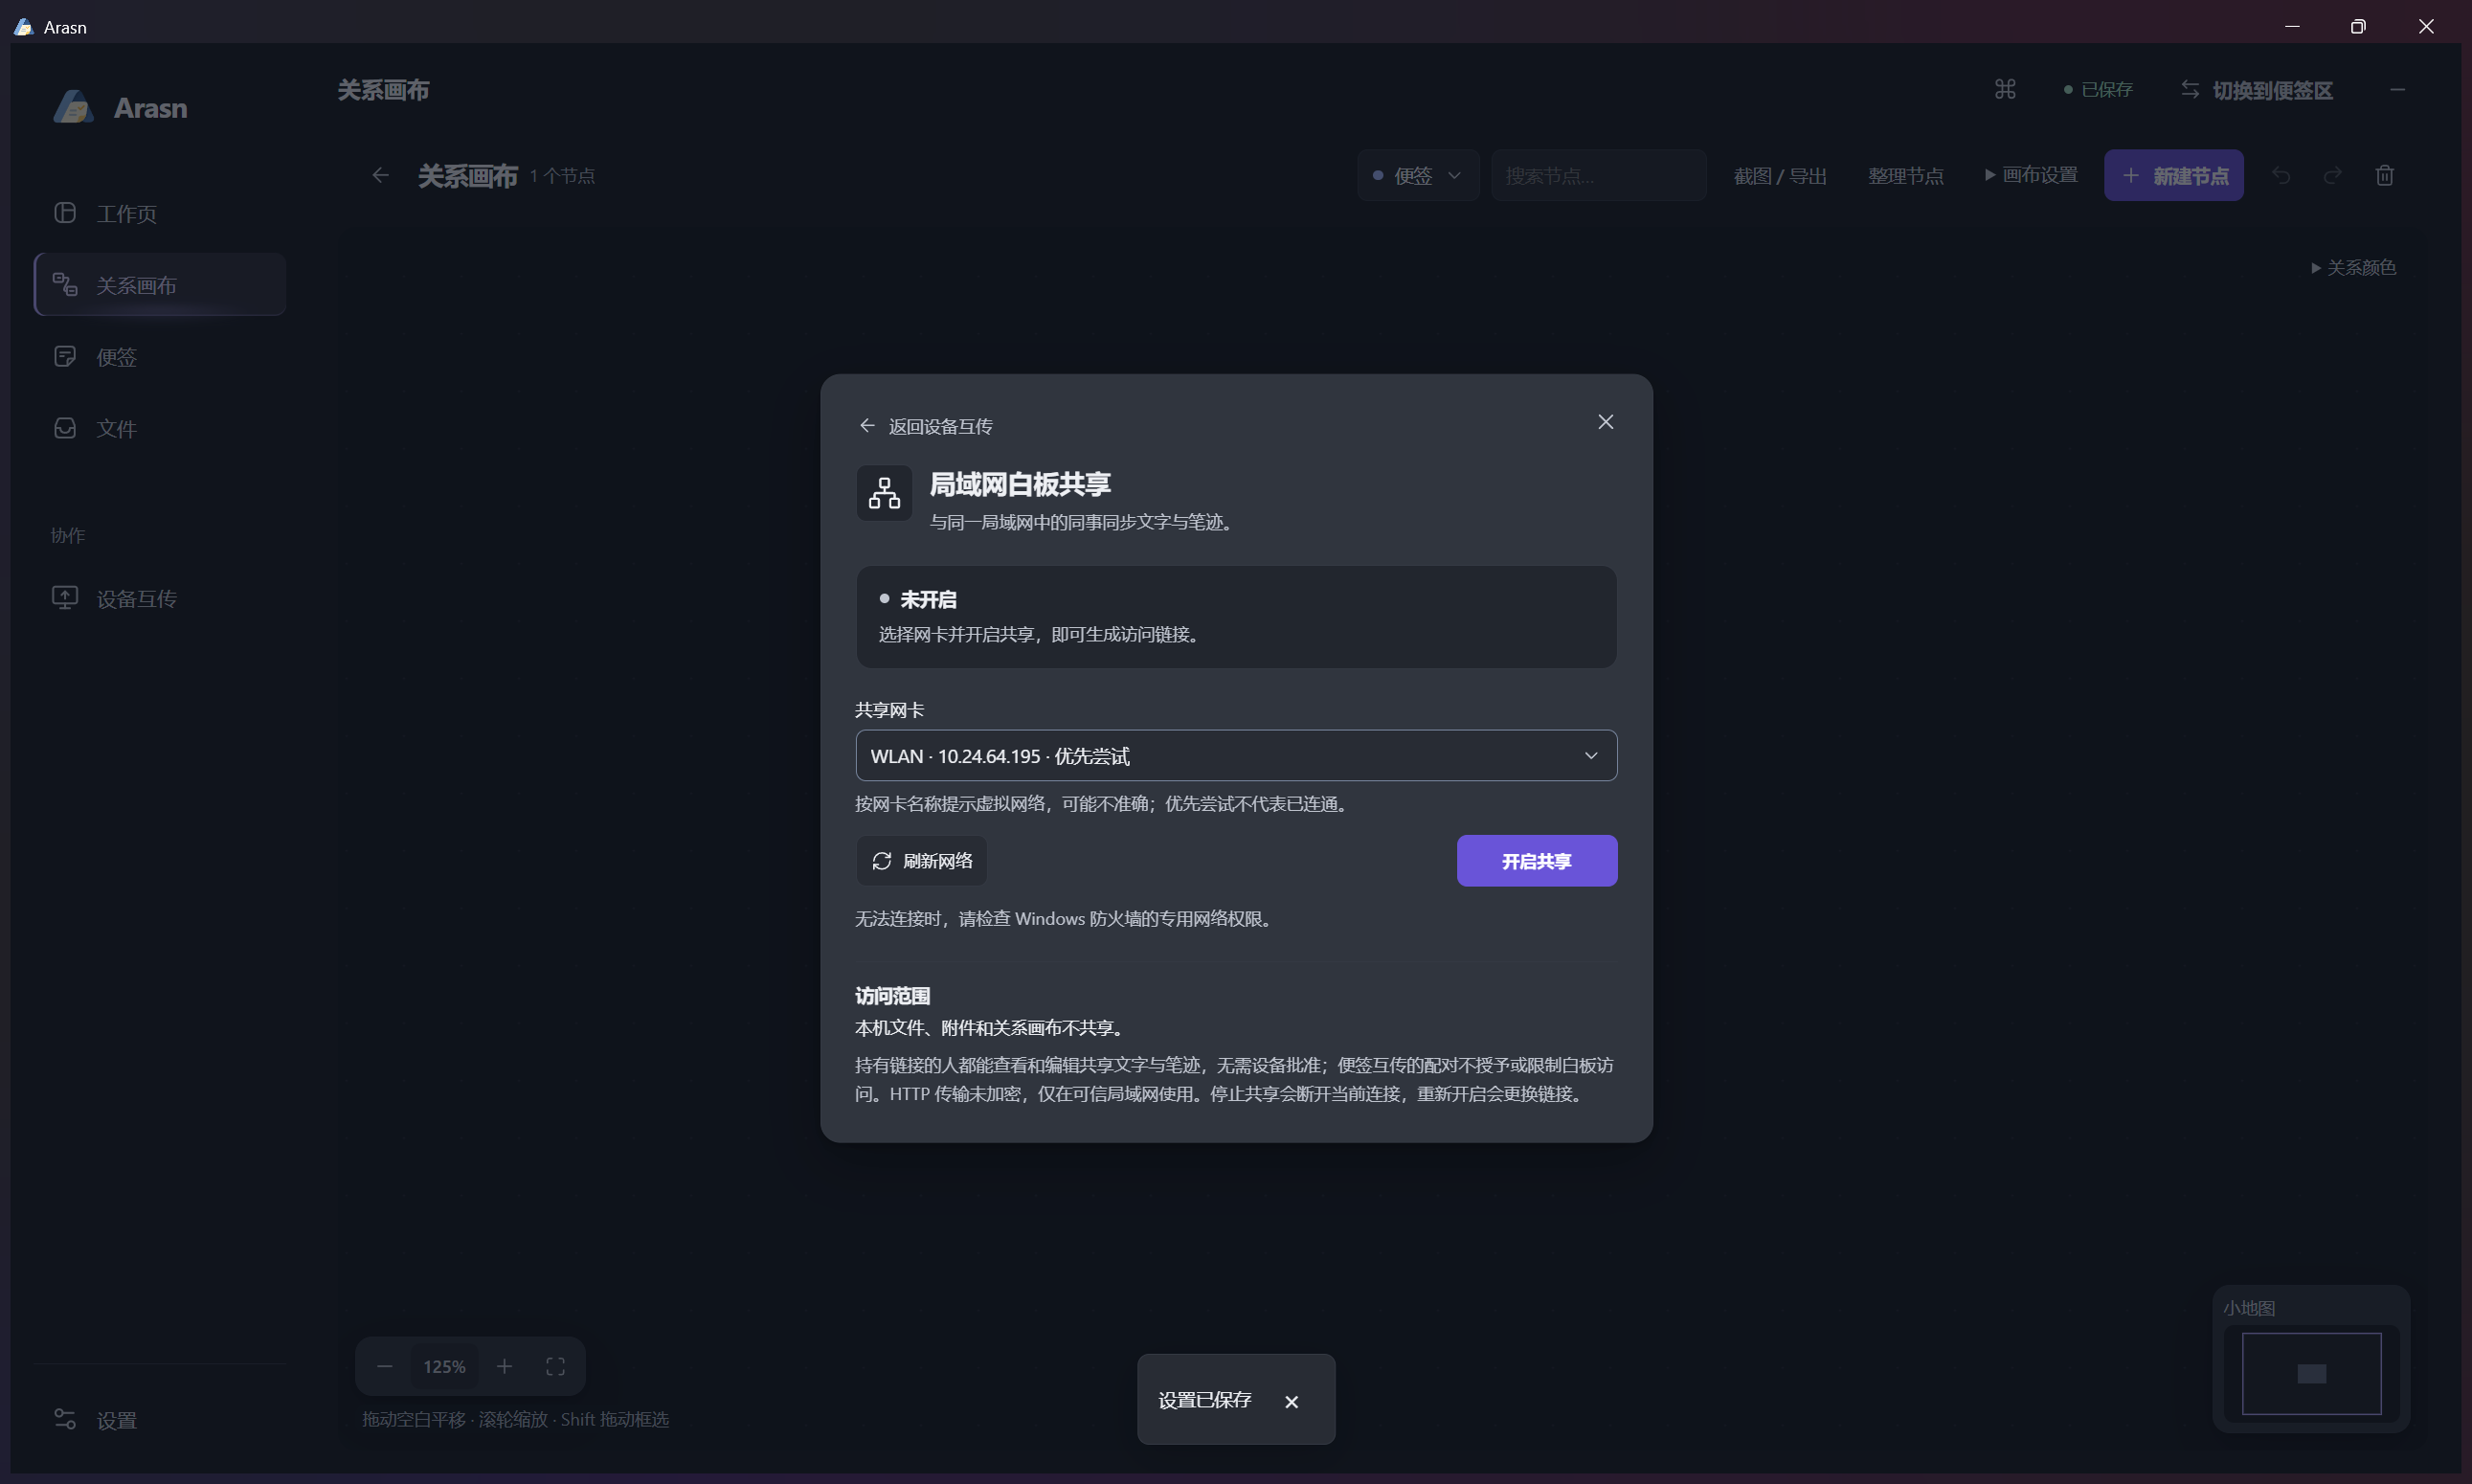 Arasn
Arasn
关系画布
已保存
切换到便签区
关系画布 1 个节点
便签
搜索节点...
截图 / 导出
整理节点
画布设置
新建节点
工作页
关系画布
便签
文件
协作
设备互传
设置
关系颜色
返回设备互传
局域网白板共享
与同一局域网中的同事同步文字与笔迹。
未开启
选择网卡并开启共享，即可生成访问链接。
共享网卡
WLAN · 10.24.64.195 · 优先尝试
按网卡名称提示虚拟网络，可能不准确；优先尝试不代表已连通。
刷新网络
开启共享
无法连接时，请检查 Windows 防火墙的专用网络权限。
访问范围
本机文件、附件和关系画布不共享。
持有链接的人都能查看和编辑共享文字与笔迹，无需设备批准；便签互传的配对不授予或限制白板访
问。HTTP 传输未加密，仅在可信局域网使用。停止共享会断开当前连接，重新开启会更换链接。
小地图
125%
拖动空白平移 · 滚轮缩放 · Shift 拖动框选
设置已保存